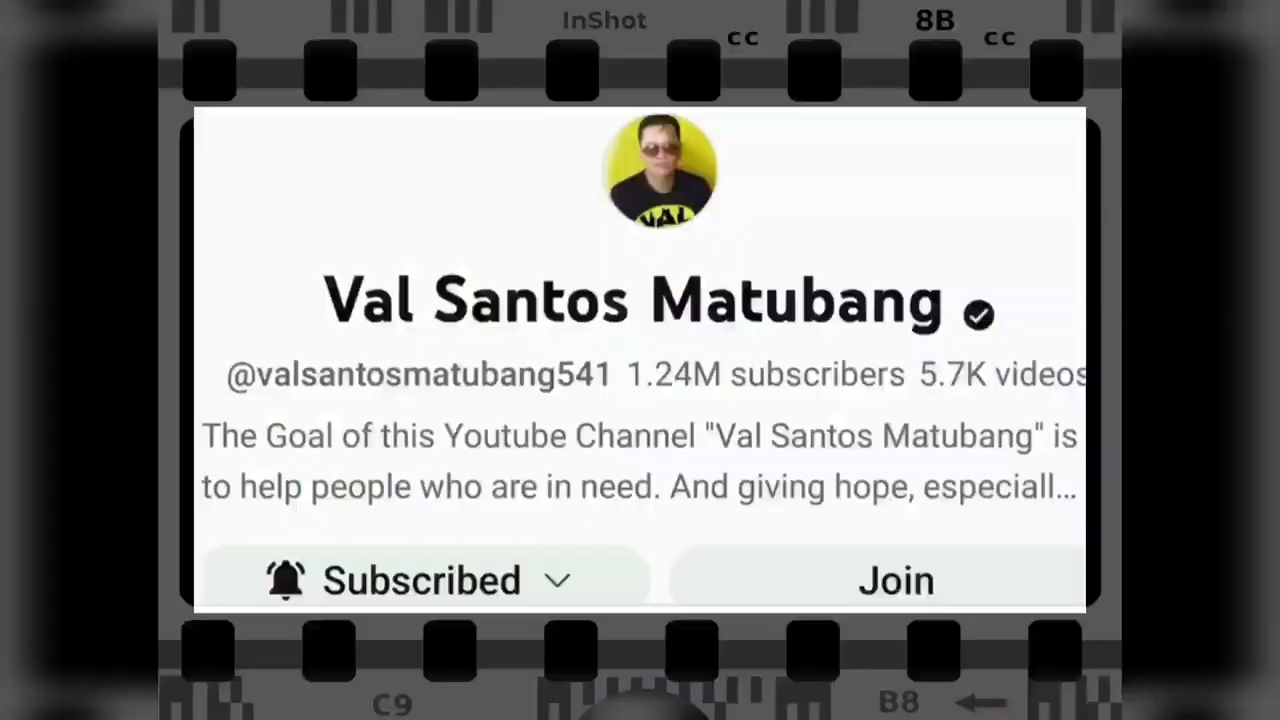 InShot
8B
cc
cc
VAL
Val Santos Matubang
@valsantosmatubang541 1.24M subscribers 5.7K videos
The Goal of this Youtube Channel "Val Santos Matubang" is
to help people who are in need. And giving hope, especiall...
Subscribed
Join
C9
B8